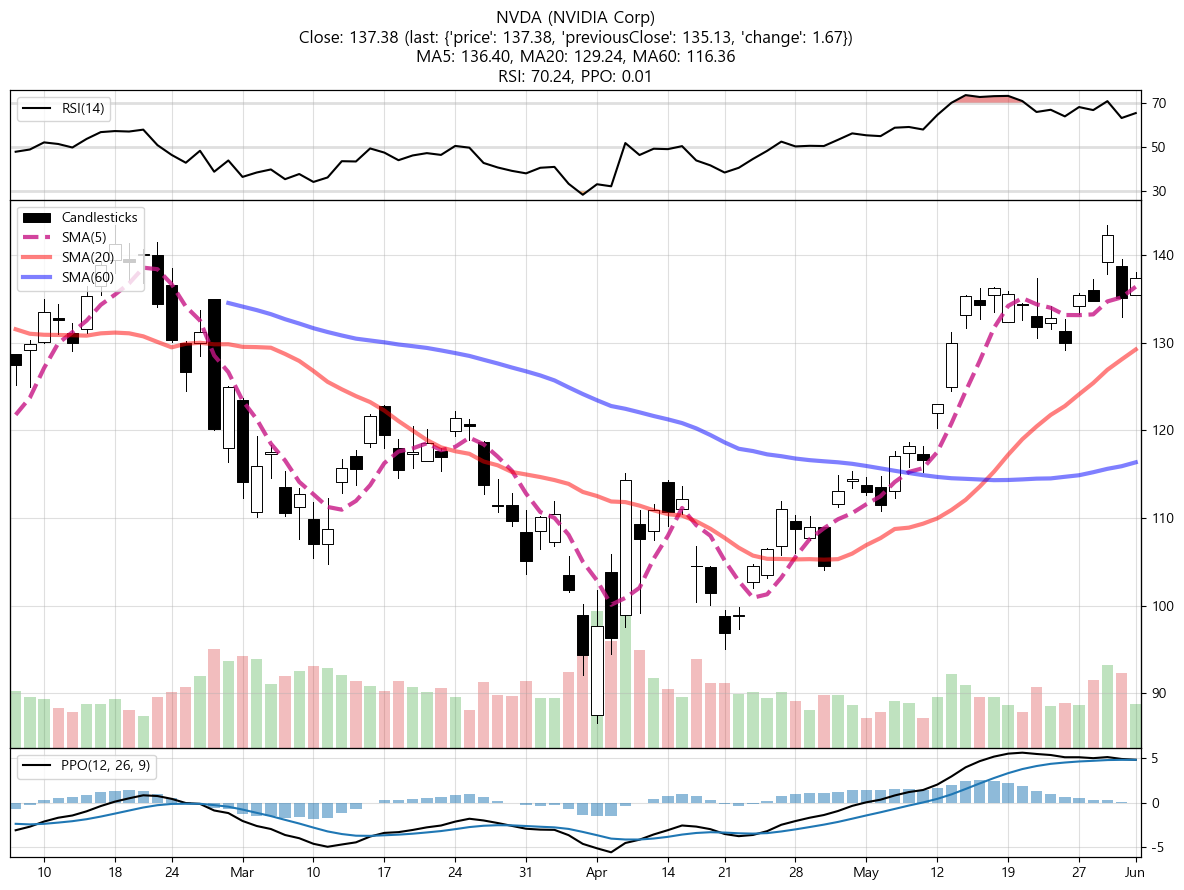 NVDA (NVIDIA Corp)
Close: 137.38 (last: {'price': 137.38, 'previousClose': 135.13, 'change': 1.67})
MA5: 136.40, MA20: 129.24, MA60: 116.36
RSI: 70.24, PPO: 0.01
RSI(14)
70
50
30
Candlesticks
SMA(5)
SMA(20)
SMA(60)
140
130
120
110
100
90
PPO(12, 26, 9)
5
0
-5
10 18 24 Mar 10 17 24 31 Apr 14 21 28 May 12 19 27 Jun